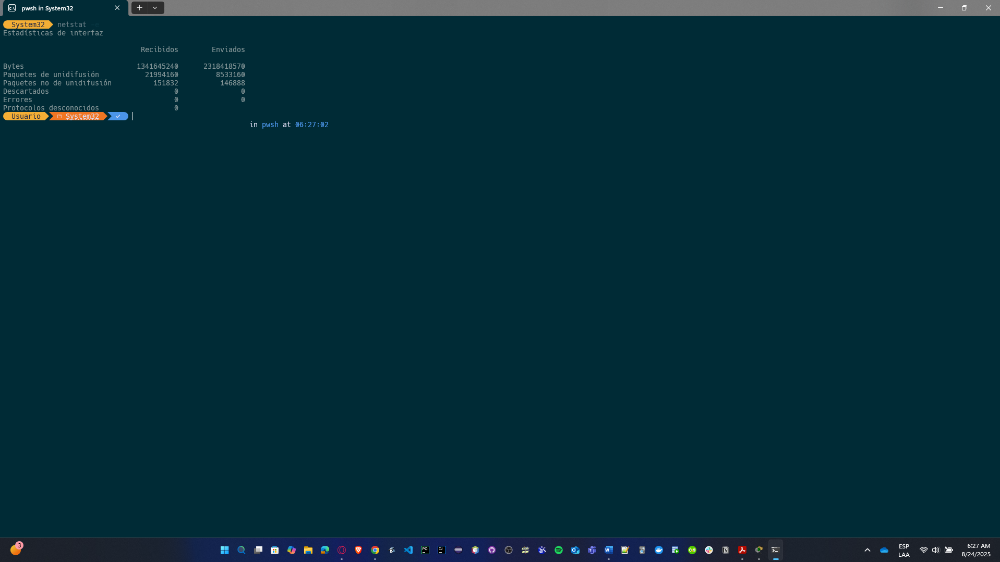 pwsh in System32
System32 netstat -e
Estadísticas de interfaz
Recibidos Enviados
Bytes 1341645240 2318418570
Paquetes de unidifusión 21994160 8533160
Paquetes no de unidifusión 151832 146888
Descartados 0 0
Errores 0 0
Protocolos desconocidos 0
Usuario System32
in pwsh at 06:27:02
3
PC
IJ
ESP
LAA
6:27 AM
8/24/2025